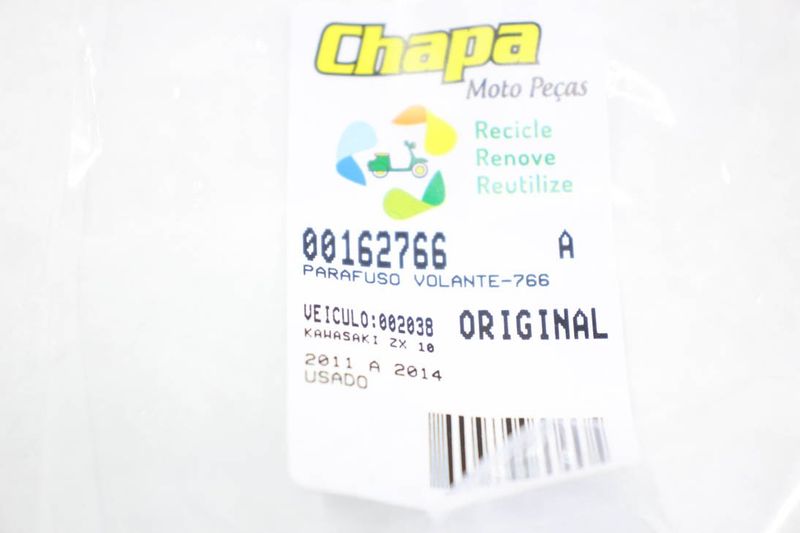 Chapa
Moto Peças
Recicle
Renove
Reutilize
00162766 A
PARAFUSO VOLANTE-766
VEICULO:002038 ORIGINAL
KAWASAKI ZX 10
2011 A 2014
USADO